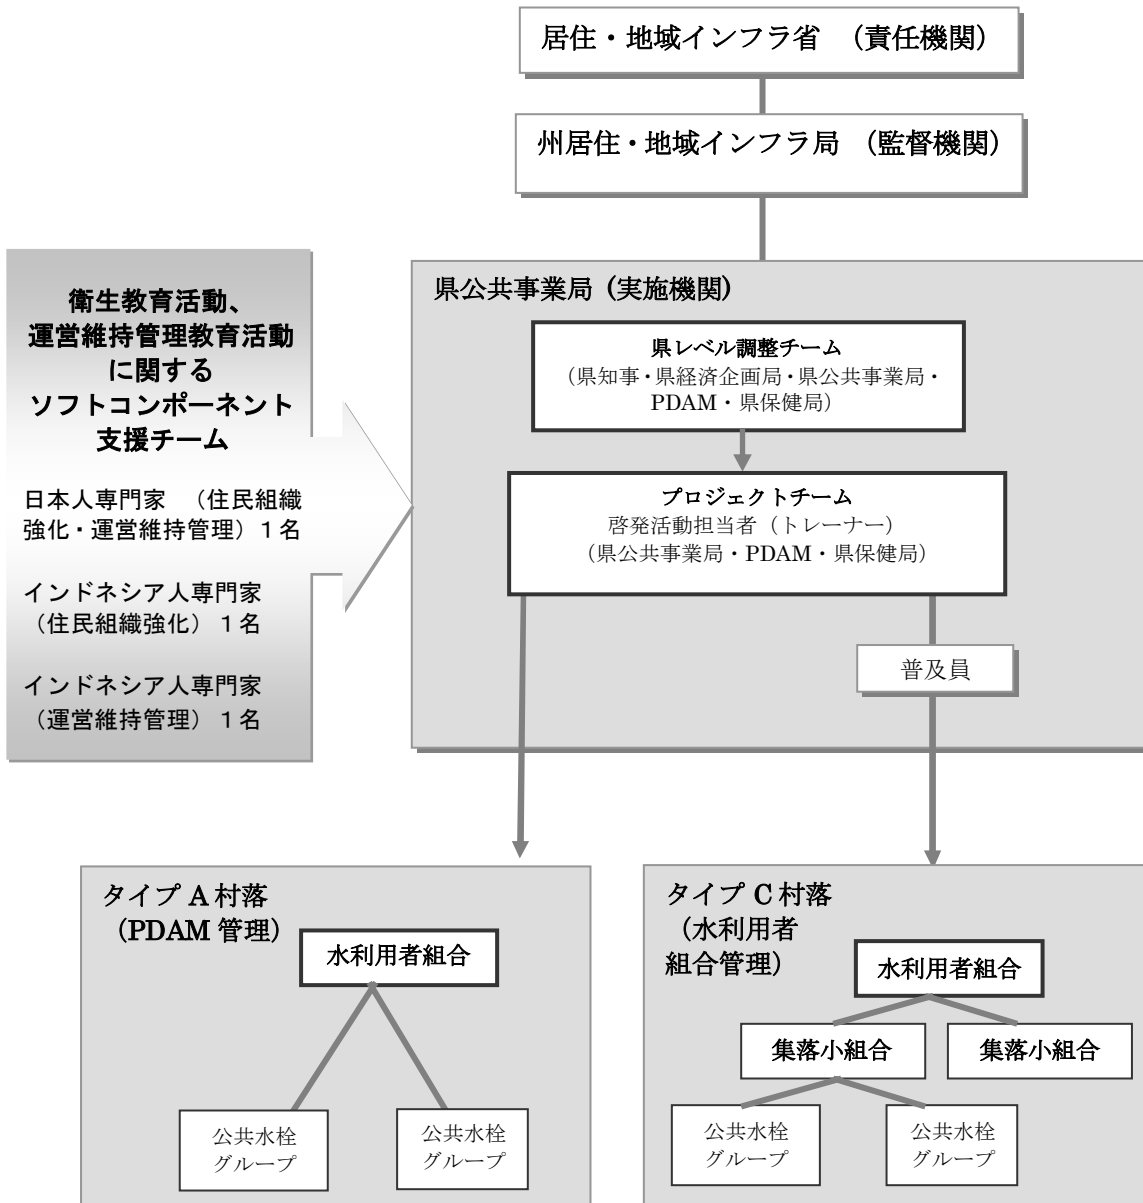 居住・地域インフラ省　（責任機関）
州居住・地域インフラ局　（監督機関）
衛生教育活動、
運営維持管理教育活動
に関する
ソフトコンポーネント
支援チーム
日本人専門家　（住民組織
強化・運営維持管理）１名
インドネシア人専門家
（住民組織強化）１名
インドネシア人専門家
（運営維持管理）１名
県公共事業局（実施機関）
県レベル調整チーム
（県知事・県経済企画局・県公共事業局・
PDAM・県保健局）
プロジェクトチーム
啓発活動担当者（トレーナー）
（県公共事業局・PDAM・県保健局）
普及員
タイプ A 村落
（PDAM 管理）
水利用者組合
公共水栓
グループ
公共水栓
グループ
タイプ C 村落
（水利用者
組合管理）
水利用者組合
集落小組合
集落小組合
公共水栓
グループ
公共水栓
グループ